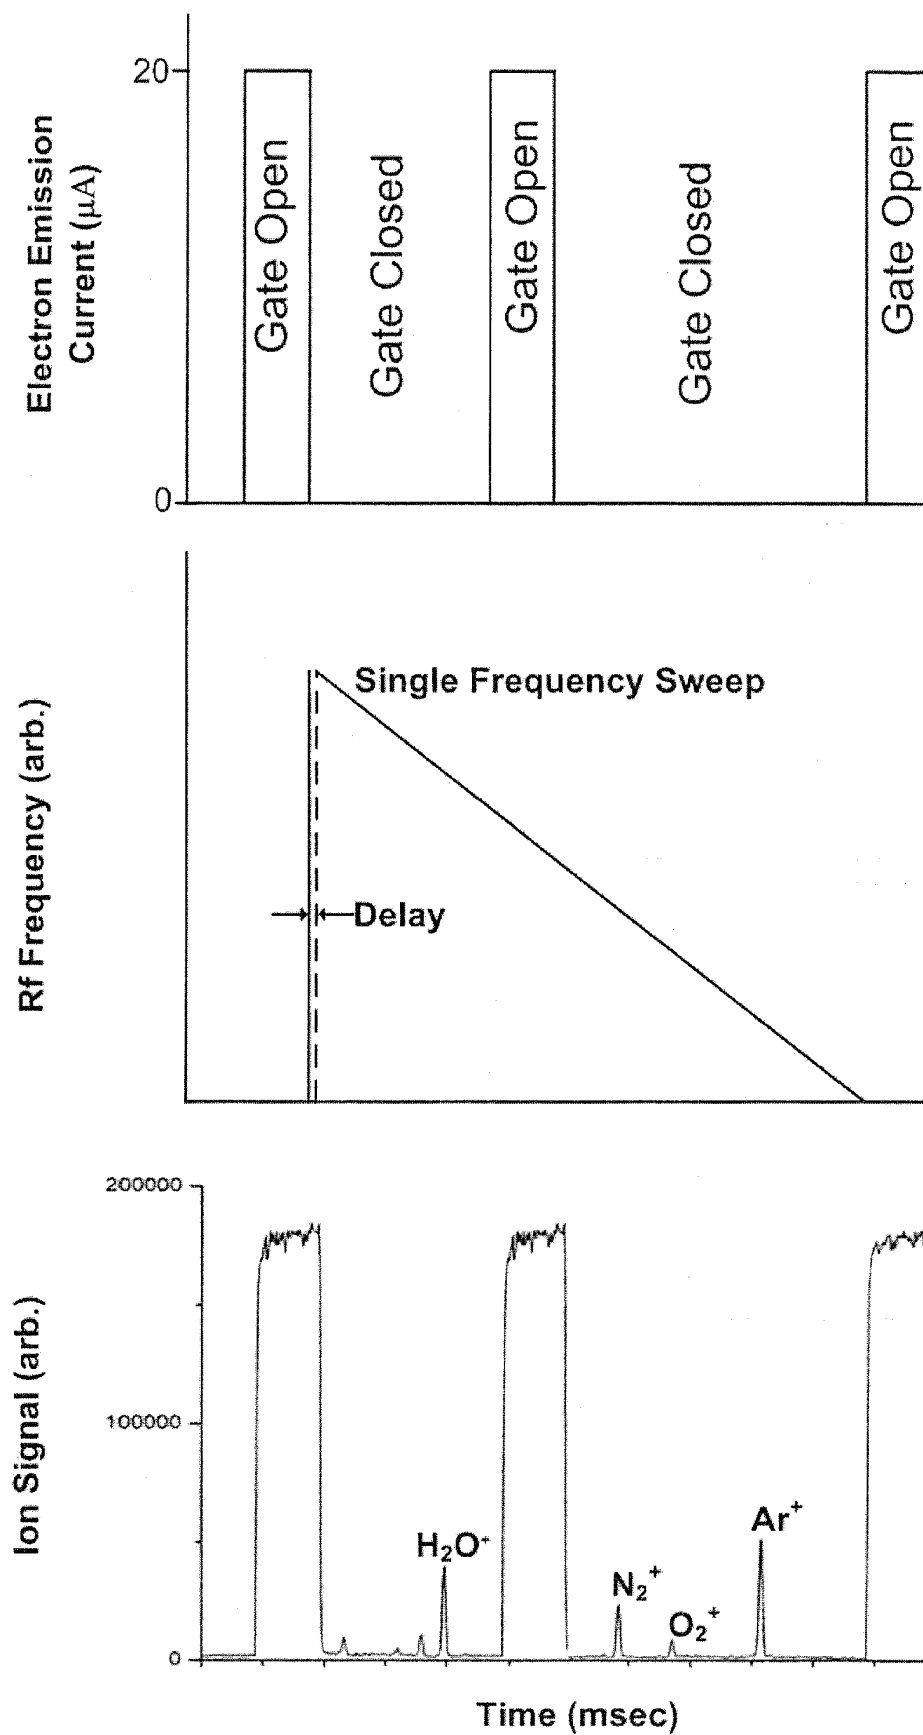 Electron Emission
Current (μA)
20
0
Gate Open
Gate Closed
Gate Open
Gate Closed
Gate Open
Rf Frequency (arb.)
Single Frequency Sweep
Delay
Ion Signal (arb.)
200000
100000
0
H₂O⁺
N₂⁺
O₂⁺
Ar⁺
Time (msec)